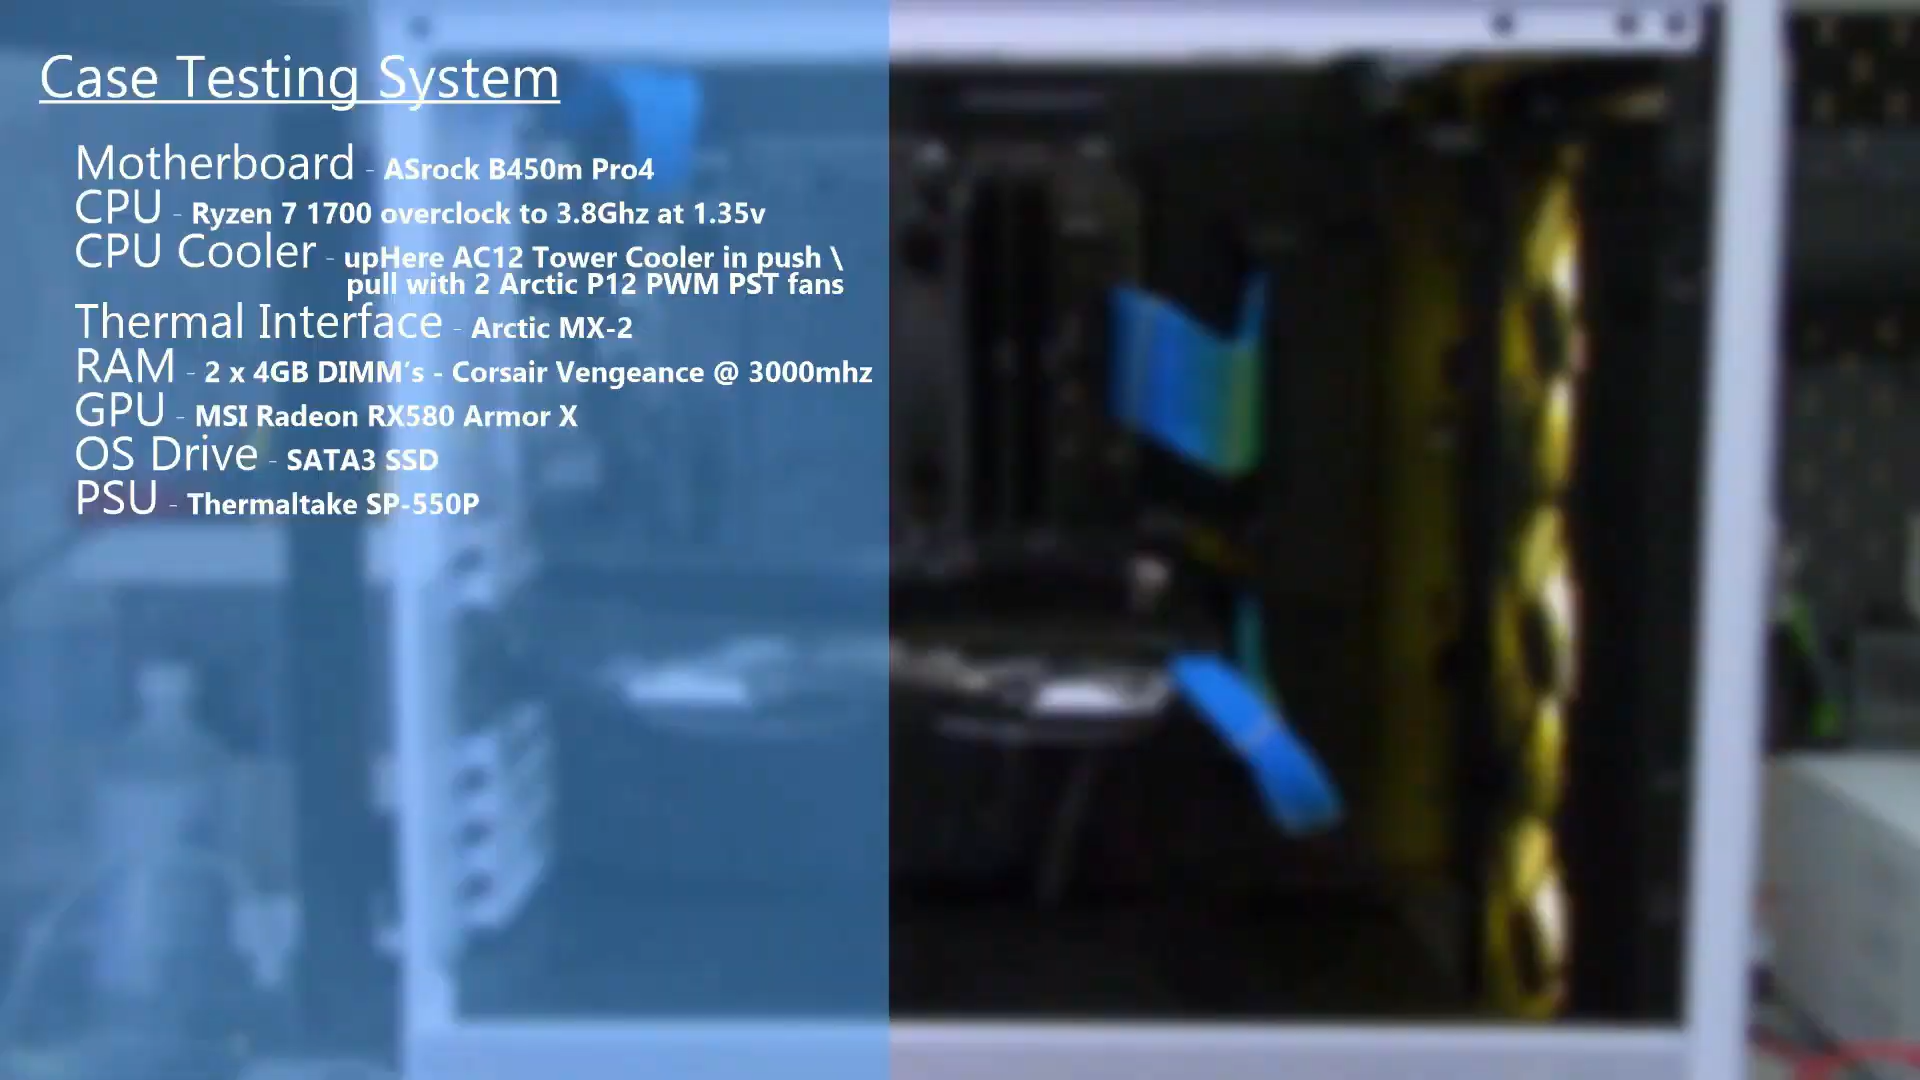 Case Testing System
Motherboard - ASrock B450m Pro4
CPU - Ryzen 7 1700 overclock to 3.8Ghz at 1.35v
CPU Cooler - upHere AC12 Tower Cooler in push \
pull with 2 Arctic P12 PWM PST fans
Thermal Interface - Arctic MX-2
RAM - 2 x 4GB DIMM's - Corsair Vengeance @ 3000mhz
GPU - MSI Radeon RX580 Armor X
OS Drive - SATA3 SSD
PSU - Thermaltake SP-550P